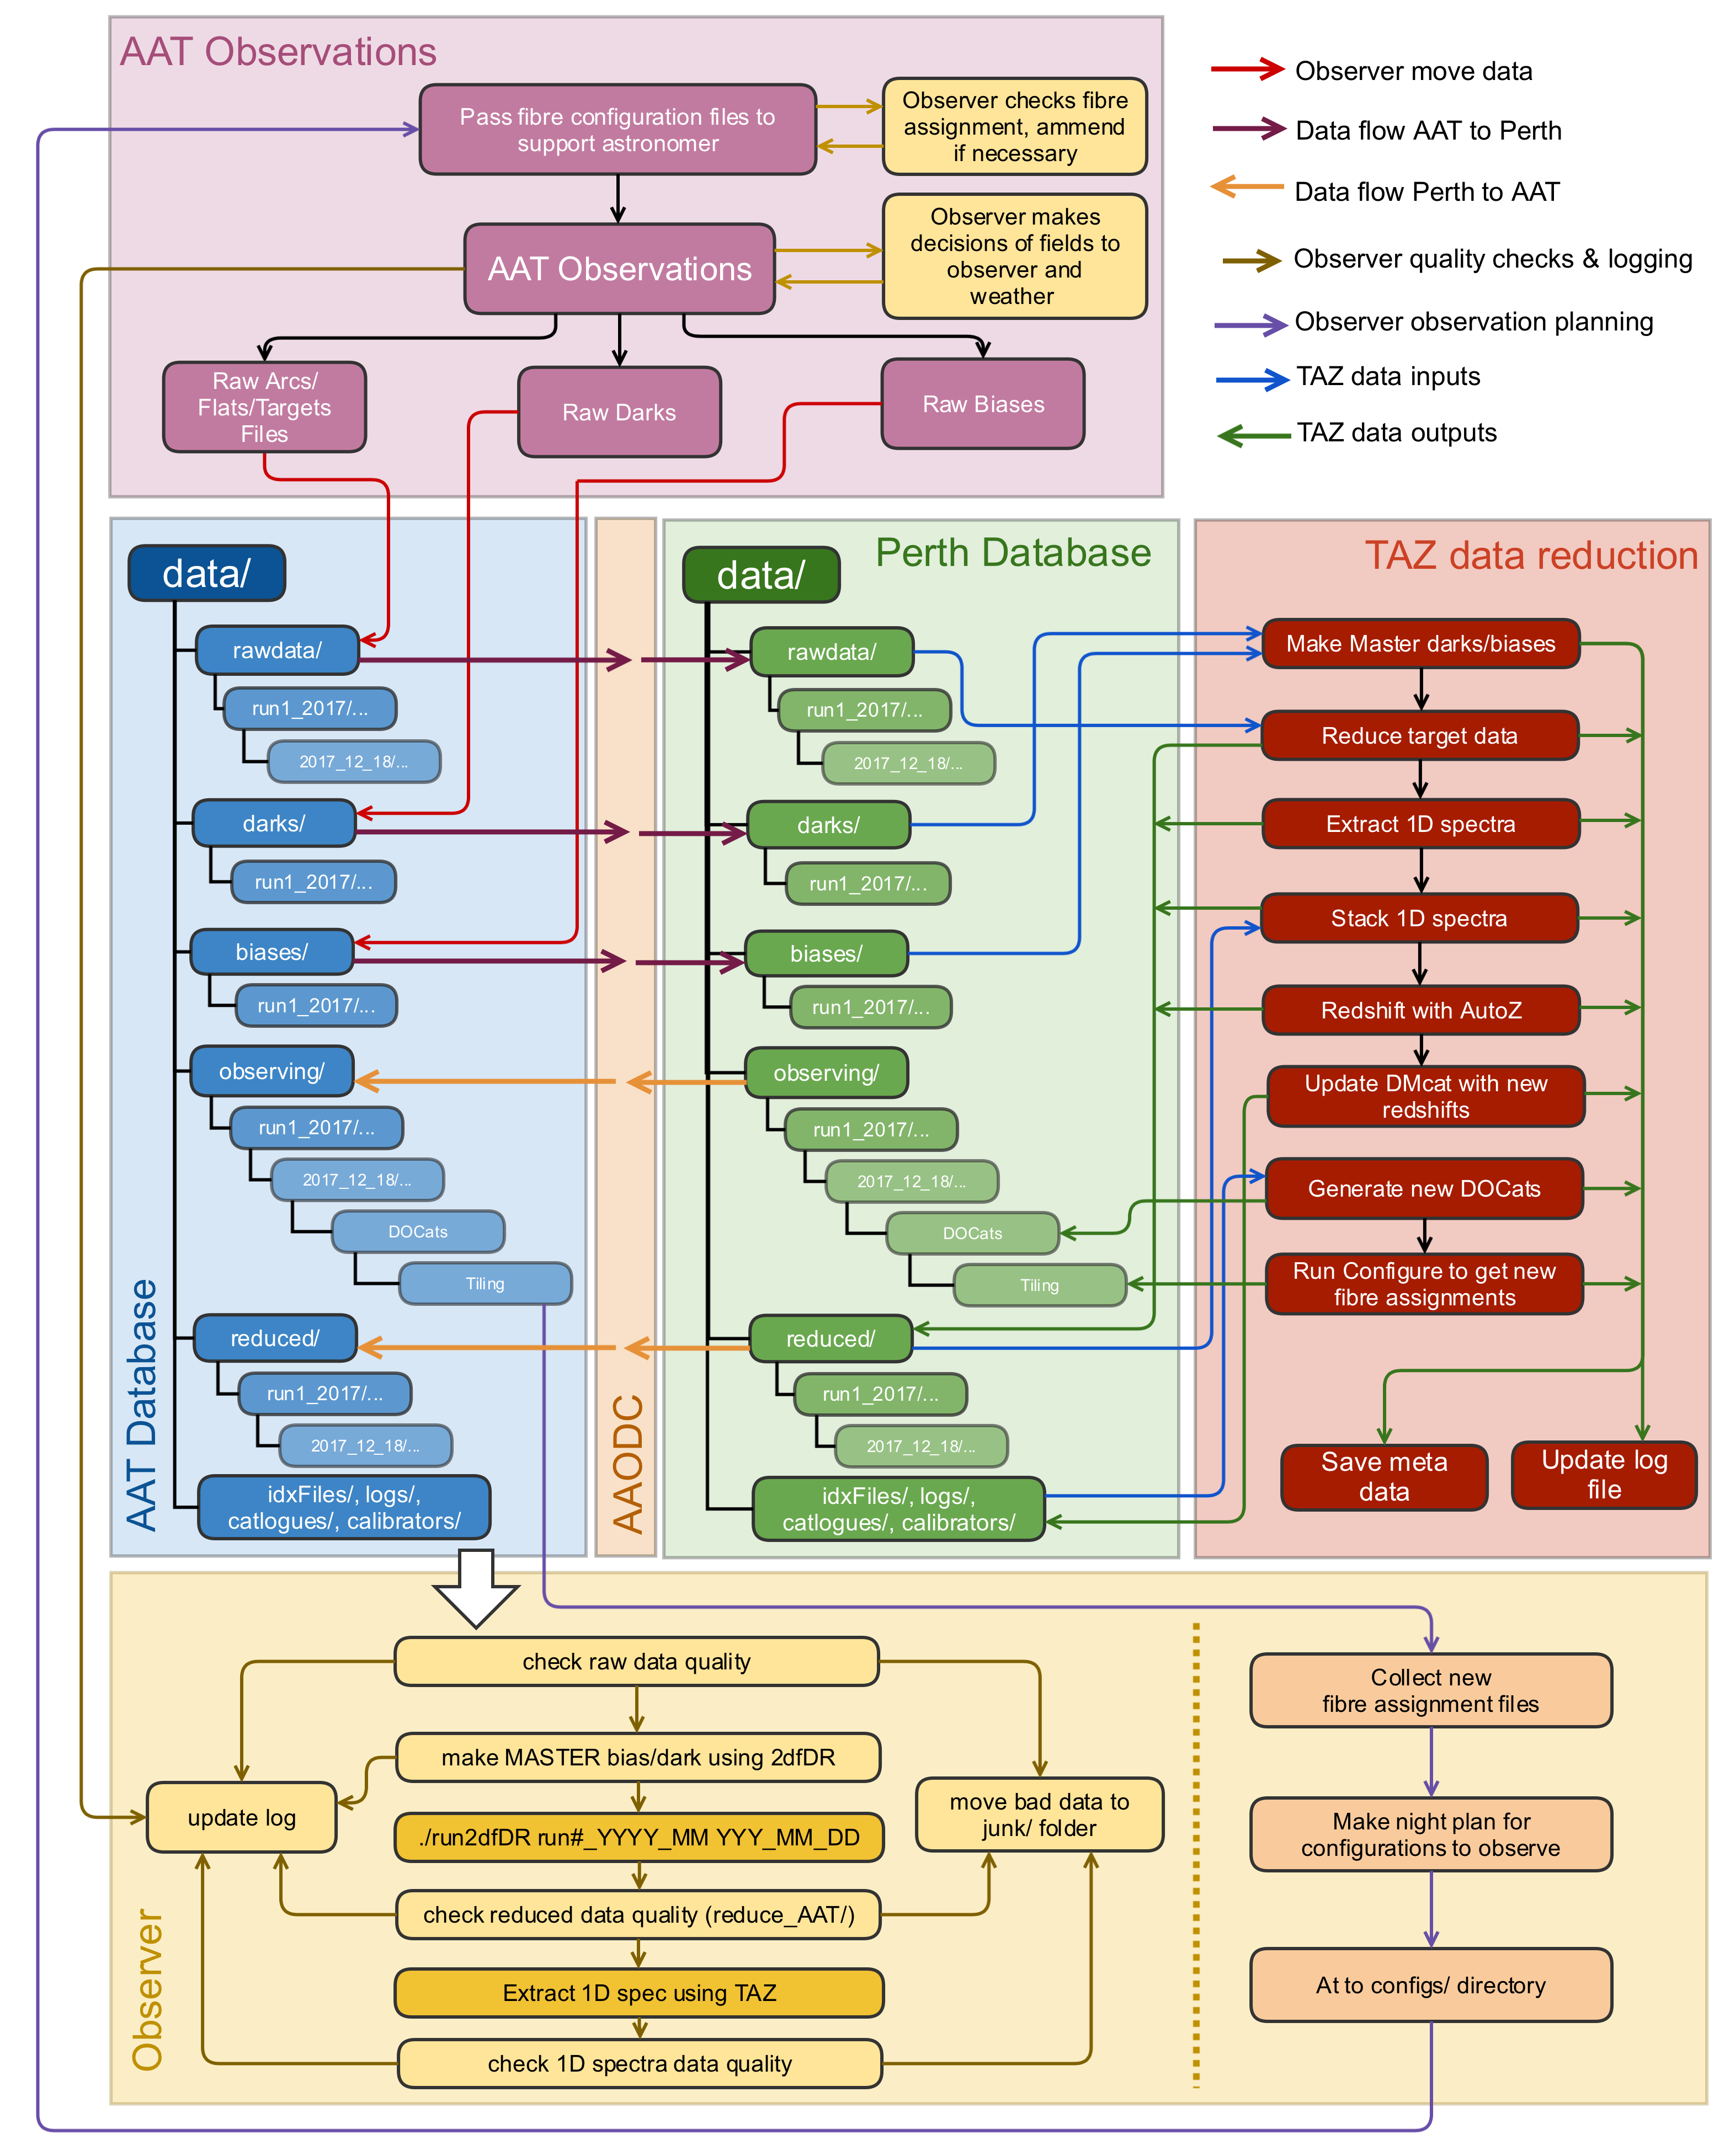 AAT Observations
Pass fibre configuration files to
support astronomer
Observer checks fibre
assignment, ammend
if necessary
AAT Observations
Observer makes
decisions of fields to
observer and
weather
Raw Arcs/
Flats/Targets
Files
Raw Darks
Raw Biases
Observer move data
Data flow AAT to Perth
Data flow Perth to AAT
Observer quality checks & logging
Observer observation planning
TAZ data inputs
TAZ data outputs
AAT Database
data/
rawdata/
run1_2017/...
2017_12_18/...
darks/
run1_2017/...
biases/
run1_2017/...
observing/
run1_2017/...
2017_12_18/...
DOCats
Tiling
reduced/
run1_2017/...
2017_12_18/...
idxFiles/, logs/,
catlogues/, calibrators/
AAODC
Perth Database
data/
rawdata/
run1_2017/...
2017_12_18/...
darks/
run1_2017/...
biases/
run1_2017/...
observing/
run1_2017/...
2017_12_18/...
DOCats
Tiling
reduced/
run1_2017/...
2017_12_18/...
idxFiles/, logs/,
catlogues/, calibrators/
TAZ data reduction
Make Master darks/biases
Reduce target data
Extract 1D spectra
Stack 1D spectra
Redshift with AutoZ
Update DMcat with new
redshifts
Generate new DOCats
Run Configure to get new
fibre assignments
Save meta
data
Update log
file
Observer
check raw data quality
make MASTER bias/dark using 2dfDR
update log
./run2dfDR run#_YYYY_MM YYY_MM_DD
move bad data to
junk/ folder
check reduced data quality (reduce_AAT/)
Extract 1D spec using TAZ
check 1D spectra data quality
Collect new
fibre assignment files
Make night plan for
configurations to observe
At to configs/ directory